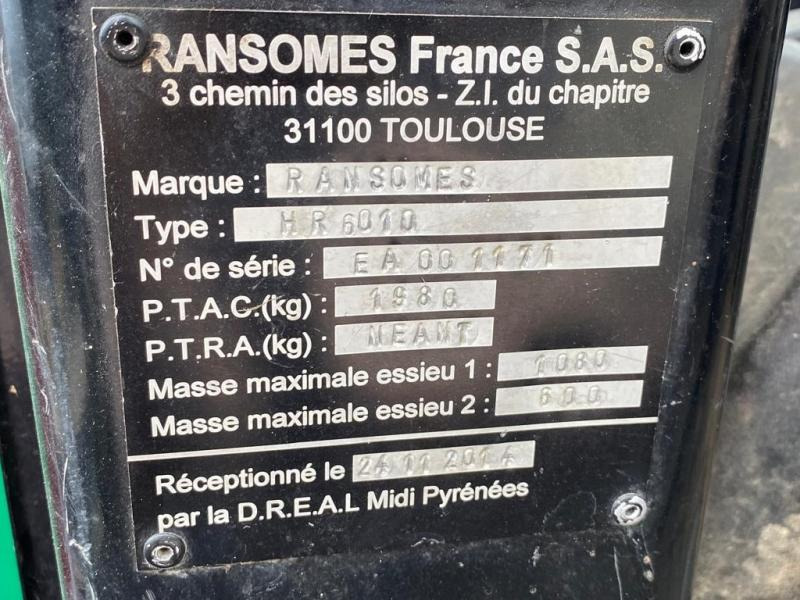 RANSOMES France S.A.S.
3 chemin des silos - Z.I. du chapitre
31100 TOULOUSE
Marque : RANSOMES
Type : HR 6010
N° de série : EA 001171
P.T.A.C.(kg) : 1980
P.T.R.A.(kg) : NEANT
Masse maximale essieu 1 : 1080
Masse maximale essieu 2 : 600
Réceptionné le 24 11 2014
par la D.R.E.A.L Midi Pyrénées